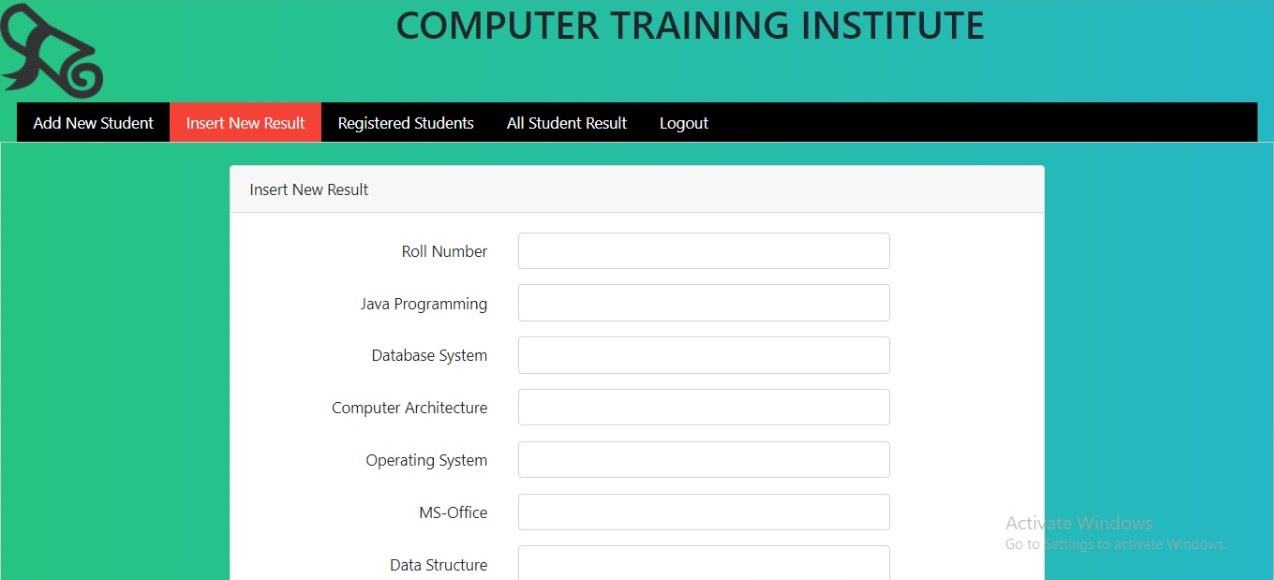 COMPUTER TRAINING INSTITUTE
Add New Student Insert New Result Registered Students All Student Result Logout
Insert New Result
Roll Number
Java Programming
Database System
Computer Architecture
Operating System
MS-Office
Data Structure
Activate Windows
Go to Settings to activate Windows.